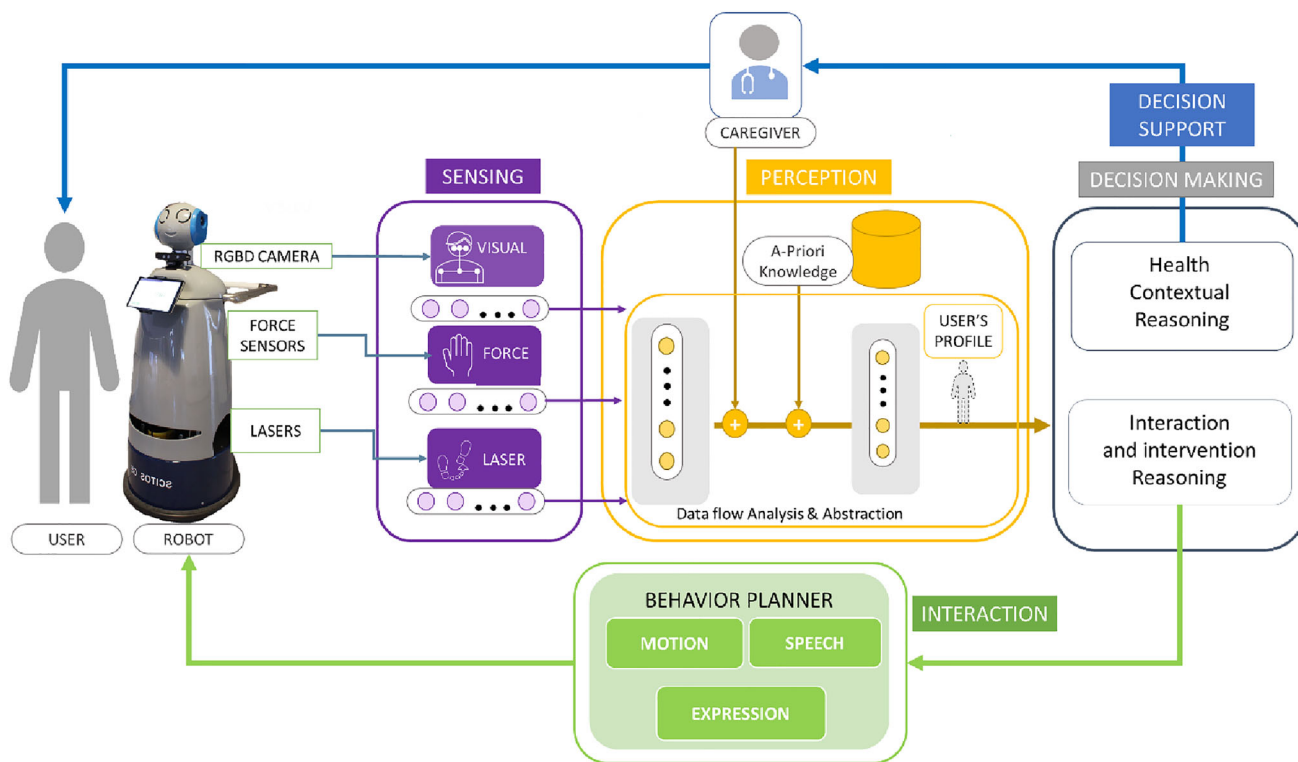 CAREGIVER
DECISION
SUPPORT
DECISION MAKING
SENSING
PERCEPTION
RGBD CAMERA
VISUAL
A-Priori
Knowledge
Health
Contextual
Reasoning
FORCE
SENSORS
FORCE
USER'S
PROFILE
+
+
LASERS
LASER
Interaction
and intervention
Reasoning
Data flow Analysis & Abstraction
USER
ROBOT
BEHAVIOR PLANNER
MOTION
SPEECH
EXPRESSION
INTERACTION